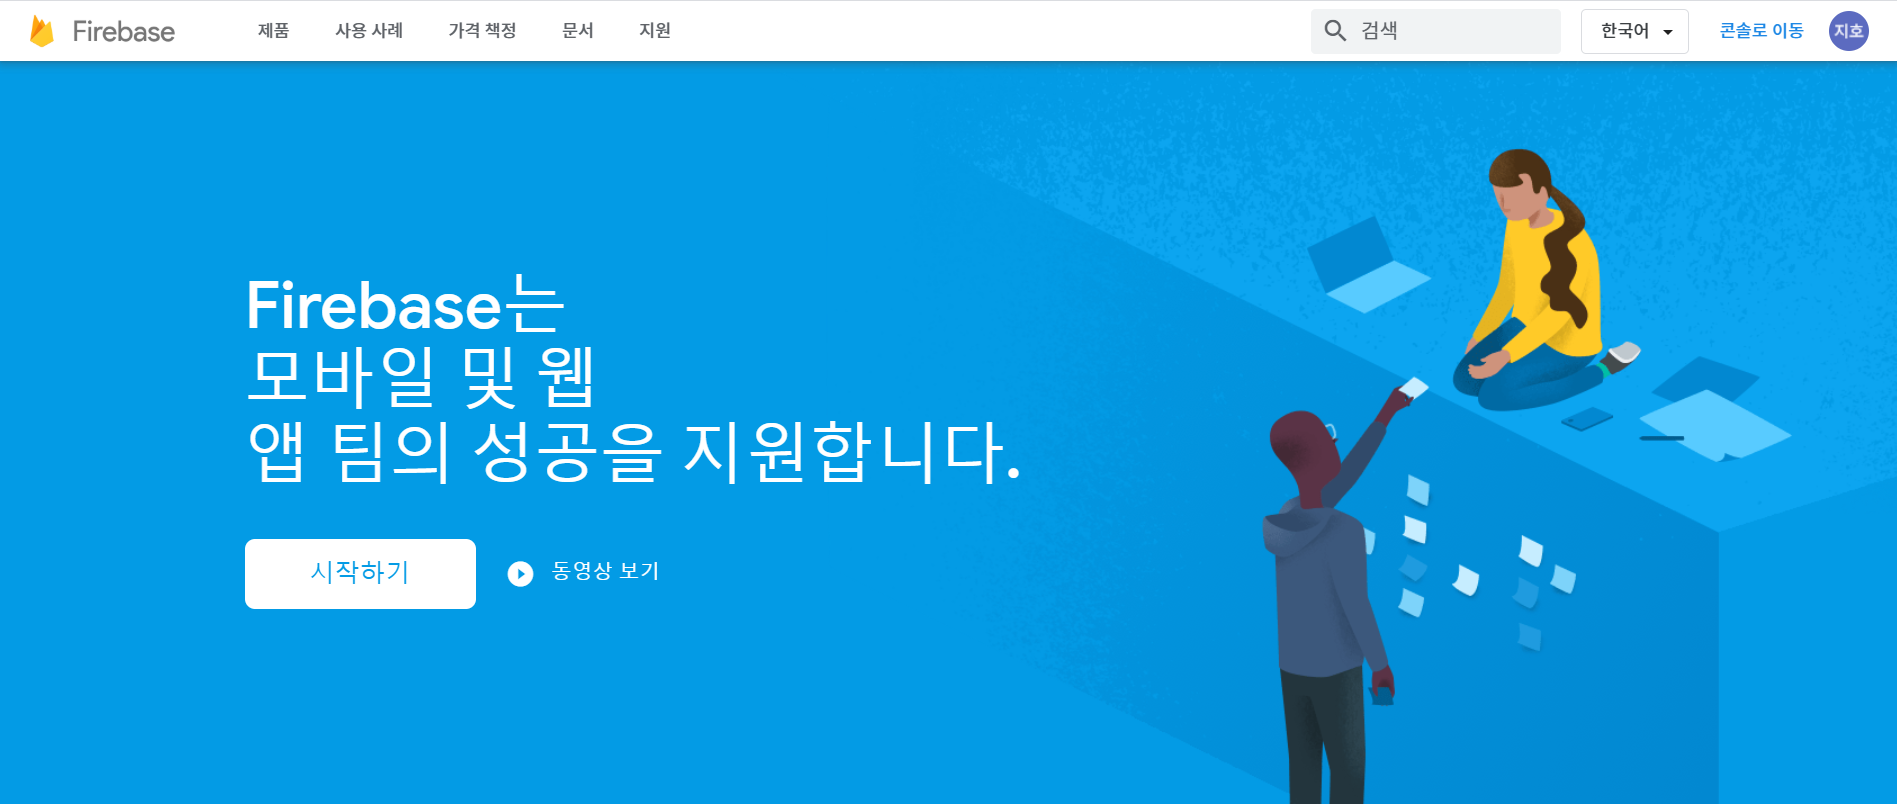 Firebase
제품 사용 사례 가격 책정 문서 지원
검색
한국어
콘솔로 이동
지호
Firebase는
모바일 및 웹
앱 팀의 성공을 지원합니다.
시작하기
동영상 보기